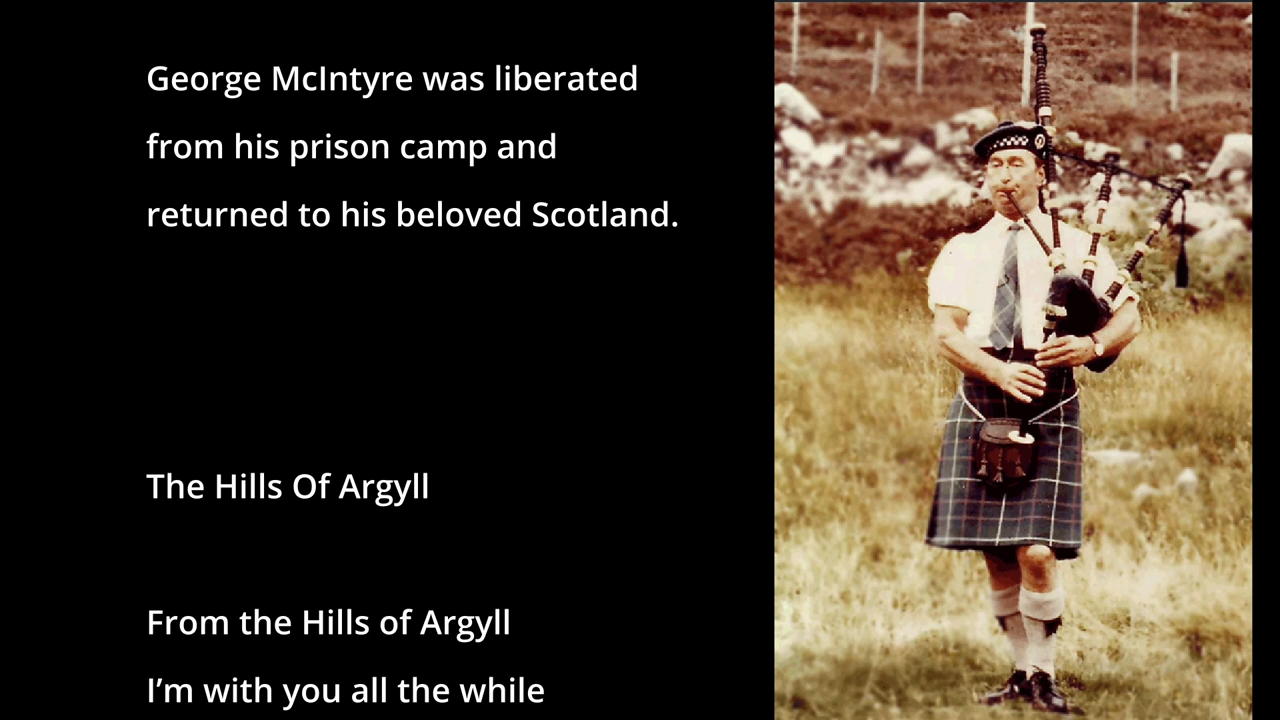 George McIntyre was liberated
from his prison camp and
returned to his beloved Scotland.
The Hills Of Argyll
From the Hills of Argyll
I’m with you all the while